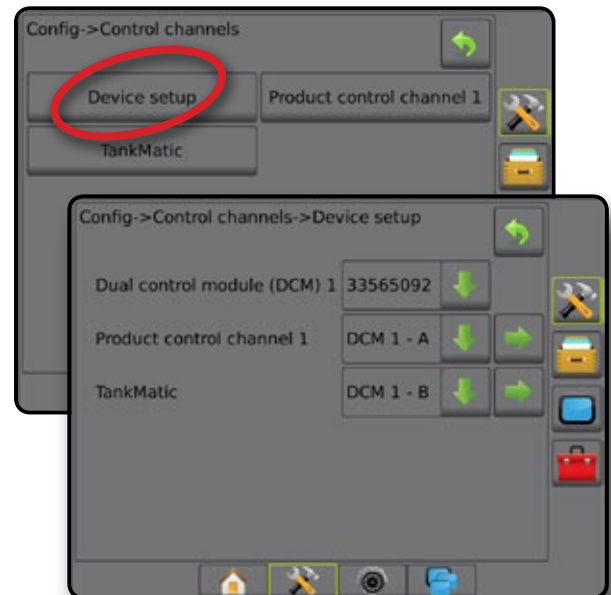 Config->Control channels
Device setup
Product control channel 1
TankMatic
Config->Control channels->Device setup
Dual control module (DCM) 1 33565092
Product control channel 1 DCM 1 - A
TankMatic DCM 1 - B